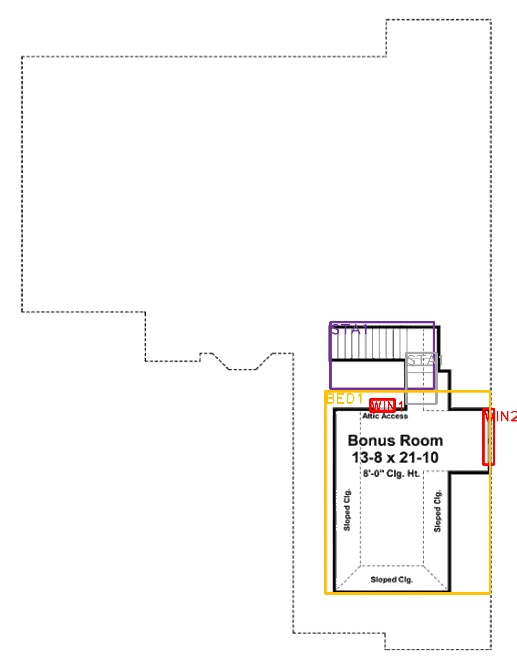 STA1
STA1
BED1
WIN1
WIN2
Attic Access
Bonus Room
13-8 x 21-10
8'-0" Clg. Ht.
Sloped Clg.
Sloped Clg.
Sloped Clg.